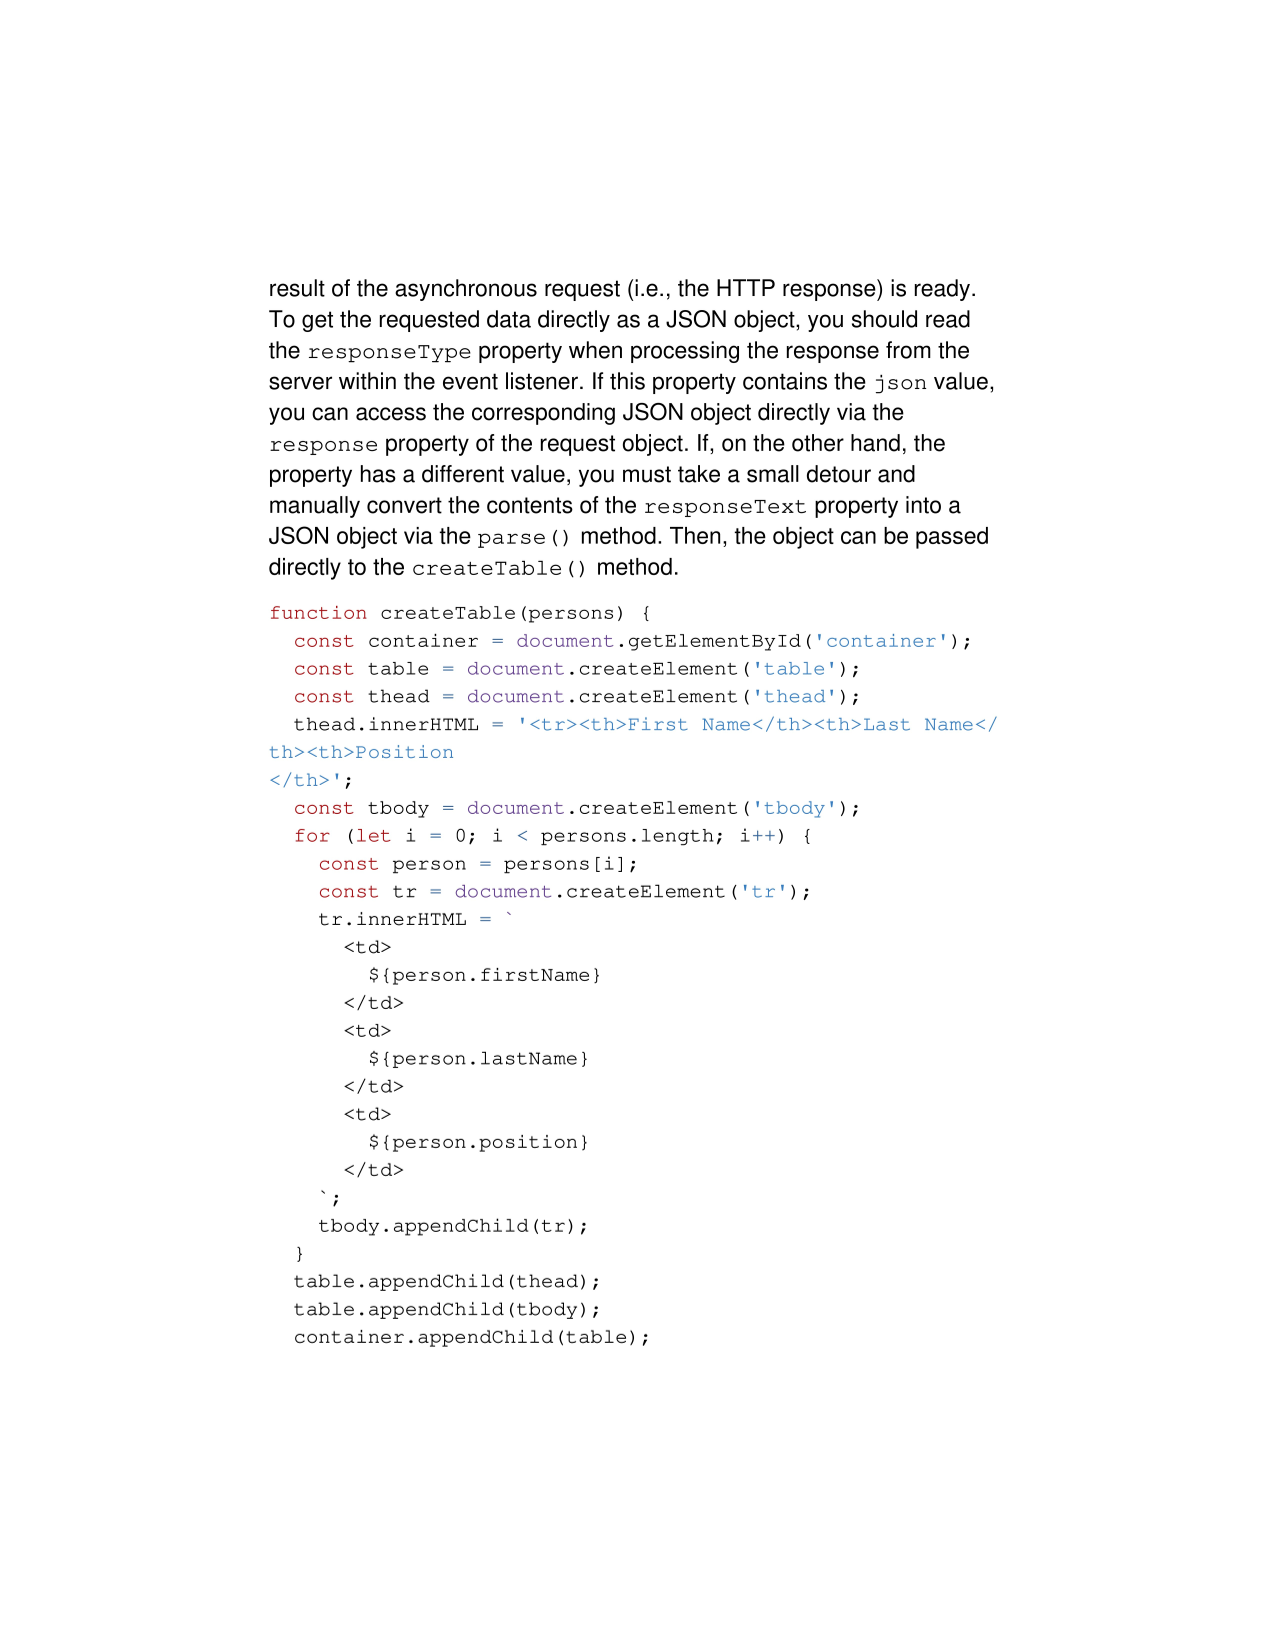 result of the asynchronous request (i.e., the HTTP response) is ready.
To get the requested data directly as a JSON object, you should read
the responseType property when processing the response from the
server within the event listener. If this property contains the json value,
you can access the corresponding JSON object directly via the
response property of the request object. If, on the other hand, the
property has a different value, you must take a small detour and
manually convert the contents of the responseText property into a
JSON object via the parse() method. Then, the object can be passed
directly to the createTable() method.
function createTable(persons) {
  const container = document.getElementById('container');
  const table = document.createElement('table');
  const thead = document.createElement('thead');
  thead.innerHTML = '<tr><th>First Name</th><th>Last Name</
th><th>Position
</th>';
  const tbody = document.createElement('tbody');
  for (let i = 0; i < persons.length; i++) {
    const person = persons[i];
    const tr = document.createElement('tr');
    tr.innerHTML = `
      <td>
        ${person.firstName}
      </td>
      <td>
        ${person.lastName}
      </td>
      <td>
        ${person.position}
      </td>
    `;
    tbody.appendChild(tr);
  }
  table.appendChild(thead);
  table.appendChild(tbody);
  container.appendChild(table);